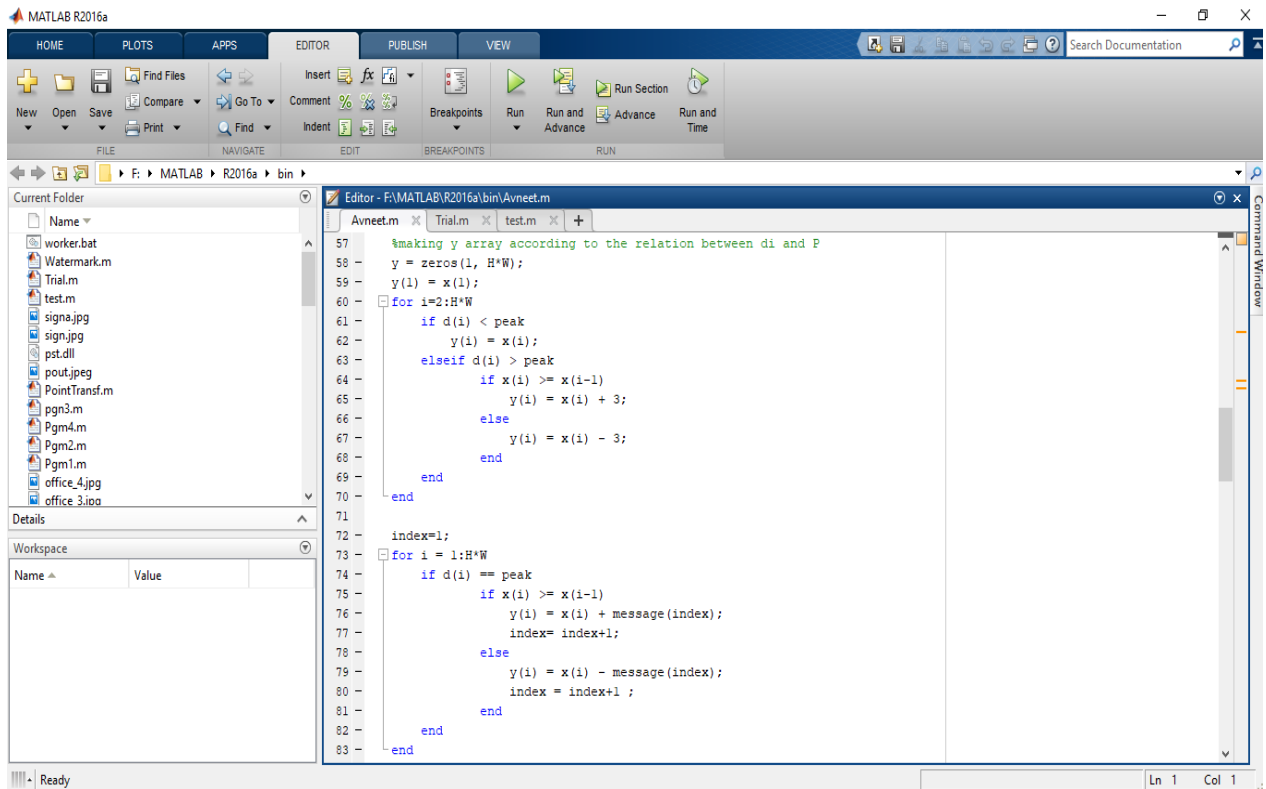 MATLAB R2016a
HOME PLOTS APPS EDITOR PUBLISH VIEW
Search Documentation
New Open Save
Find Files
Compare
Print
Go To
Find
Insert fx
Comment
Indent
Breakpoints
Run
Run and Advance
Run Section
Advance
Run and Time
FILE NAVIGATE EDIT BREAKPOINTS RUN
F: MATLAB R2016a bin
Current Folder
Name
worker.bat
Watermark.m
Trial.m
test.m
signa.jpg
sign.jpg
pst.dll
pout.jpeg
PointTransf.m
pgn3.m
Pgm4.m
Pgm2.m
Pgm1.m
office_4.jpg
office_3.jpg
Details
Workspace
Name Value
Editor - F:\MATLAB\R2016a\bin\Avneet.m
Avneet.m Trial.m test.m +
57 %making y array according to the relation between di and P
58 – y = zeros(1, H*W);
59 – y(1) = x(1);
60 – for i=2:H*W
61 – if d(i) < peak
62 – y(i) = x(i);
63 – elseif d(i) > peak
64 – if x(i) >= x(i-1)
65 – y(i) = x(i) + 3;
66 – else
67 – y(i) = x(i) - 3;
68 – end
69 – end
70 – end
71
72 – index=1;
73 – for i = 1:H*W
74 – if d(i) == peak
75 – if x(i) >= x(i-1)
76 – y(i) = x(i) + message(index);
77 – index= index+1;
78 – else
79 – y(i) = x(i) - message(index);
80 – index = index+1 ;
81 – end
82 – end
83 – end
Command Window
Ready
Ln 1 Col 1